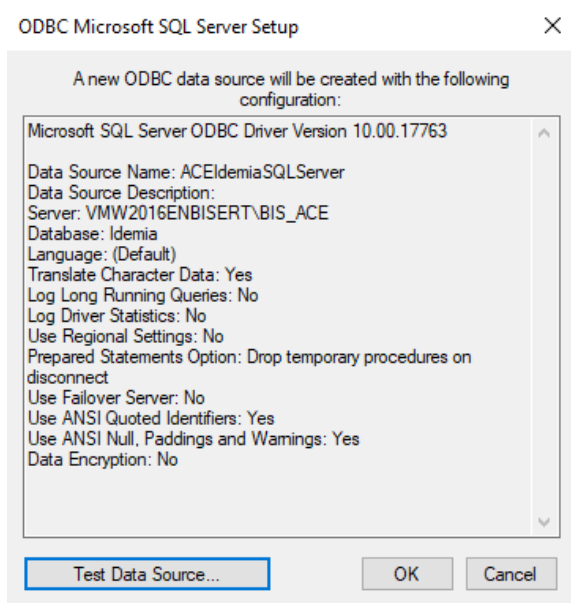 ODBC Microsoft SQL Server Setup
A new ODBC data source will be created with the following
configuration:
Microsoft SQL Server ODBC Driver Version 10.00.17763
Data Source Name: ACEIdemiaSQLServer
Data Source Description:
Server: VMW2016ENBISERT\BIS_ACE
Database: Idemia
Language: (Default)
Translate Character Data: Yes
Log Long Running Queries: No
Log Driver Statistics: No
Use Regional Settings: No
Prepared Statements Option: Drop temporary procedures on
disconnect
Use Failover Server: No
Use ANSI Quoted Identifiers: Yes
Use ANSI Null, Paddings and Warnings: Yes
Data Encryption: No
Test Data Source...
OK
Cancel